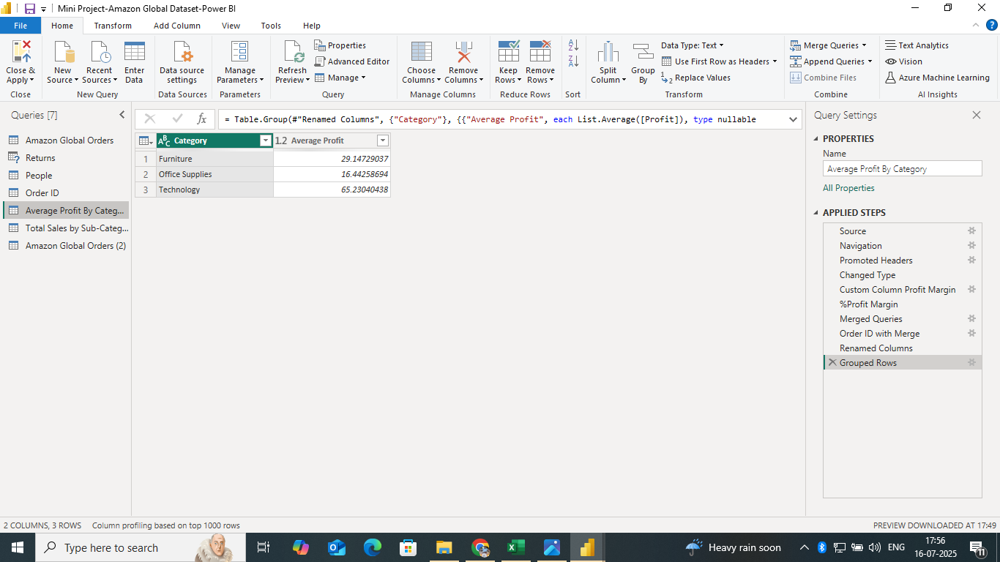 Mini Project-Amazon Global Dataset-Power BI
File Home Transform Add Column View Tools Help
Close & Apply
New Source
Recent Sources
Enter Data
Data source settings
Manage Parameters
Refresh Preview
Properties
Advanced Editor
Manage
Choose Columns
Remove Columns
Keep Rows
Remove Rows
A
Z
Z
A
Split Column
Group By
Data Type: Text
Use First Row as Headers
1
2
Replace Values
Merge Queries
Append Queries
Combine Files
Text Analytics
Vision
Azure Machine Learning
Close New Query Data Sources Parameters Query Manage Columns Reduce Rows Sort Transform Combine AI Insights
Queries [7]
Amazon Global Orders
Returns
People
Order ID
Average Profit By Categ...
Total Sales by Sub-Categ...
Amazon Global Orders (2)
fx
= Table.Group(#"Renamed Columns", {"Category"}, {{"Average Profit", each List.Average([Profit]), type nullable
ABC Category 1.2 Average Profit
1 Furniture 29.14729037
2 Office Supplies 16.44258694
3 Technology 65.23040438
Query Settings
PROPERTIES
Name
Average Profit By Category
All Properties
APPLIED STEPS
Source
Navigation
Promoted Headers
Changed Type
Custom Column Profit Margin
%Profit Margin
Merged Queries
Order ID with Merge
Renamed Columns
Grouped Rows
2 COLUMNS, 3 ROWS Column profiling based on top 1000 rows PREVIEW DOWNLOADED AT 17:49
Type here to search
Heavy rain soon
ENG
17:56
16-07-2025
11